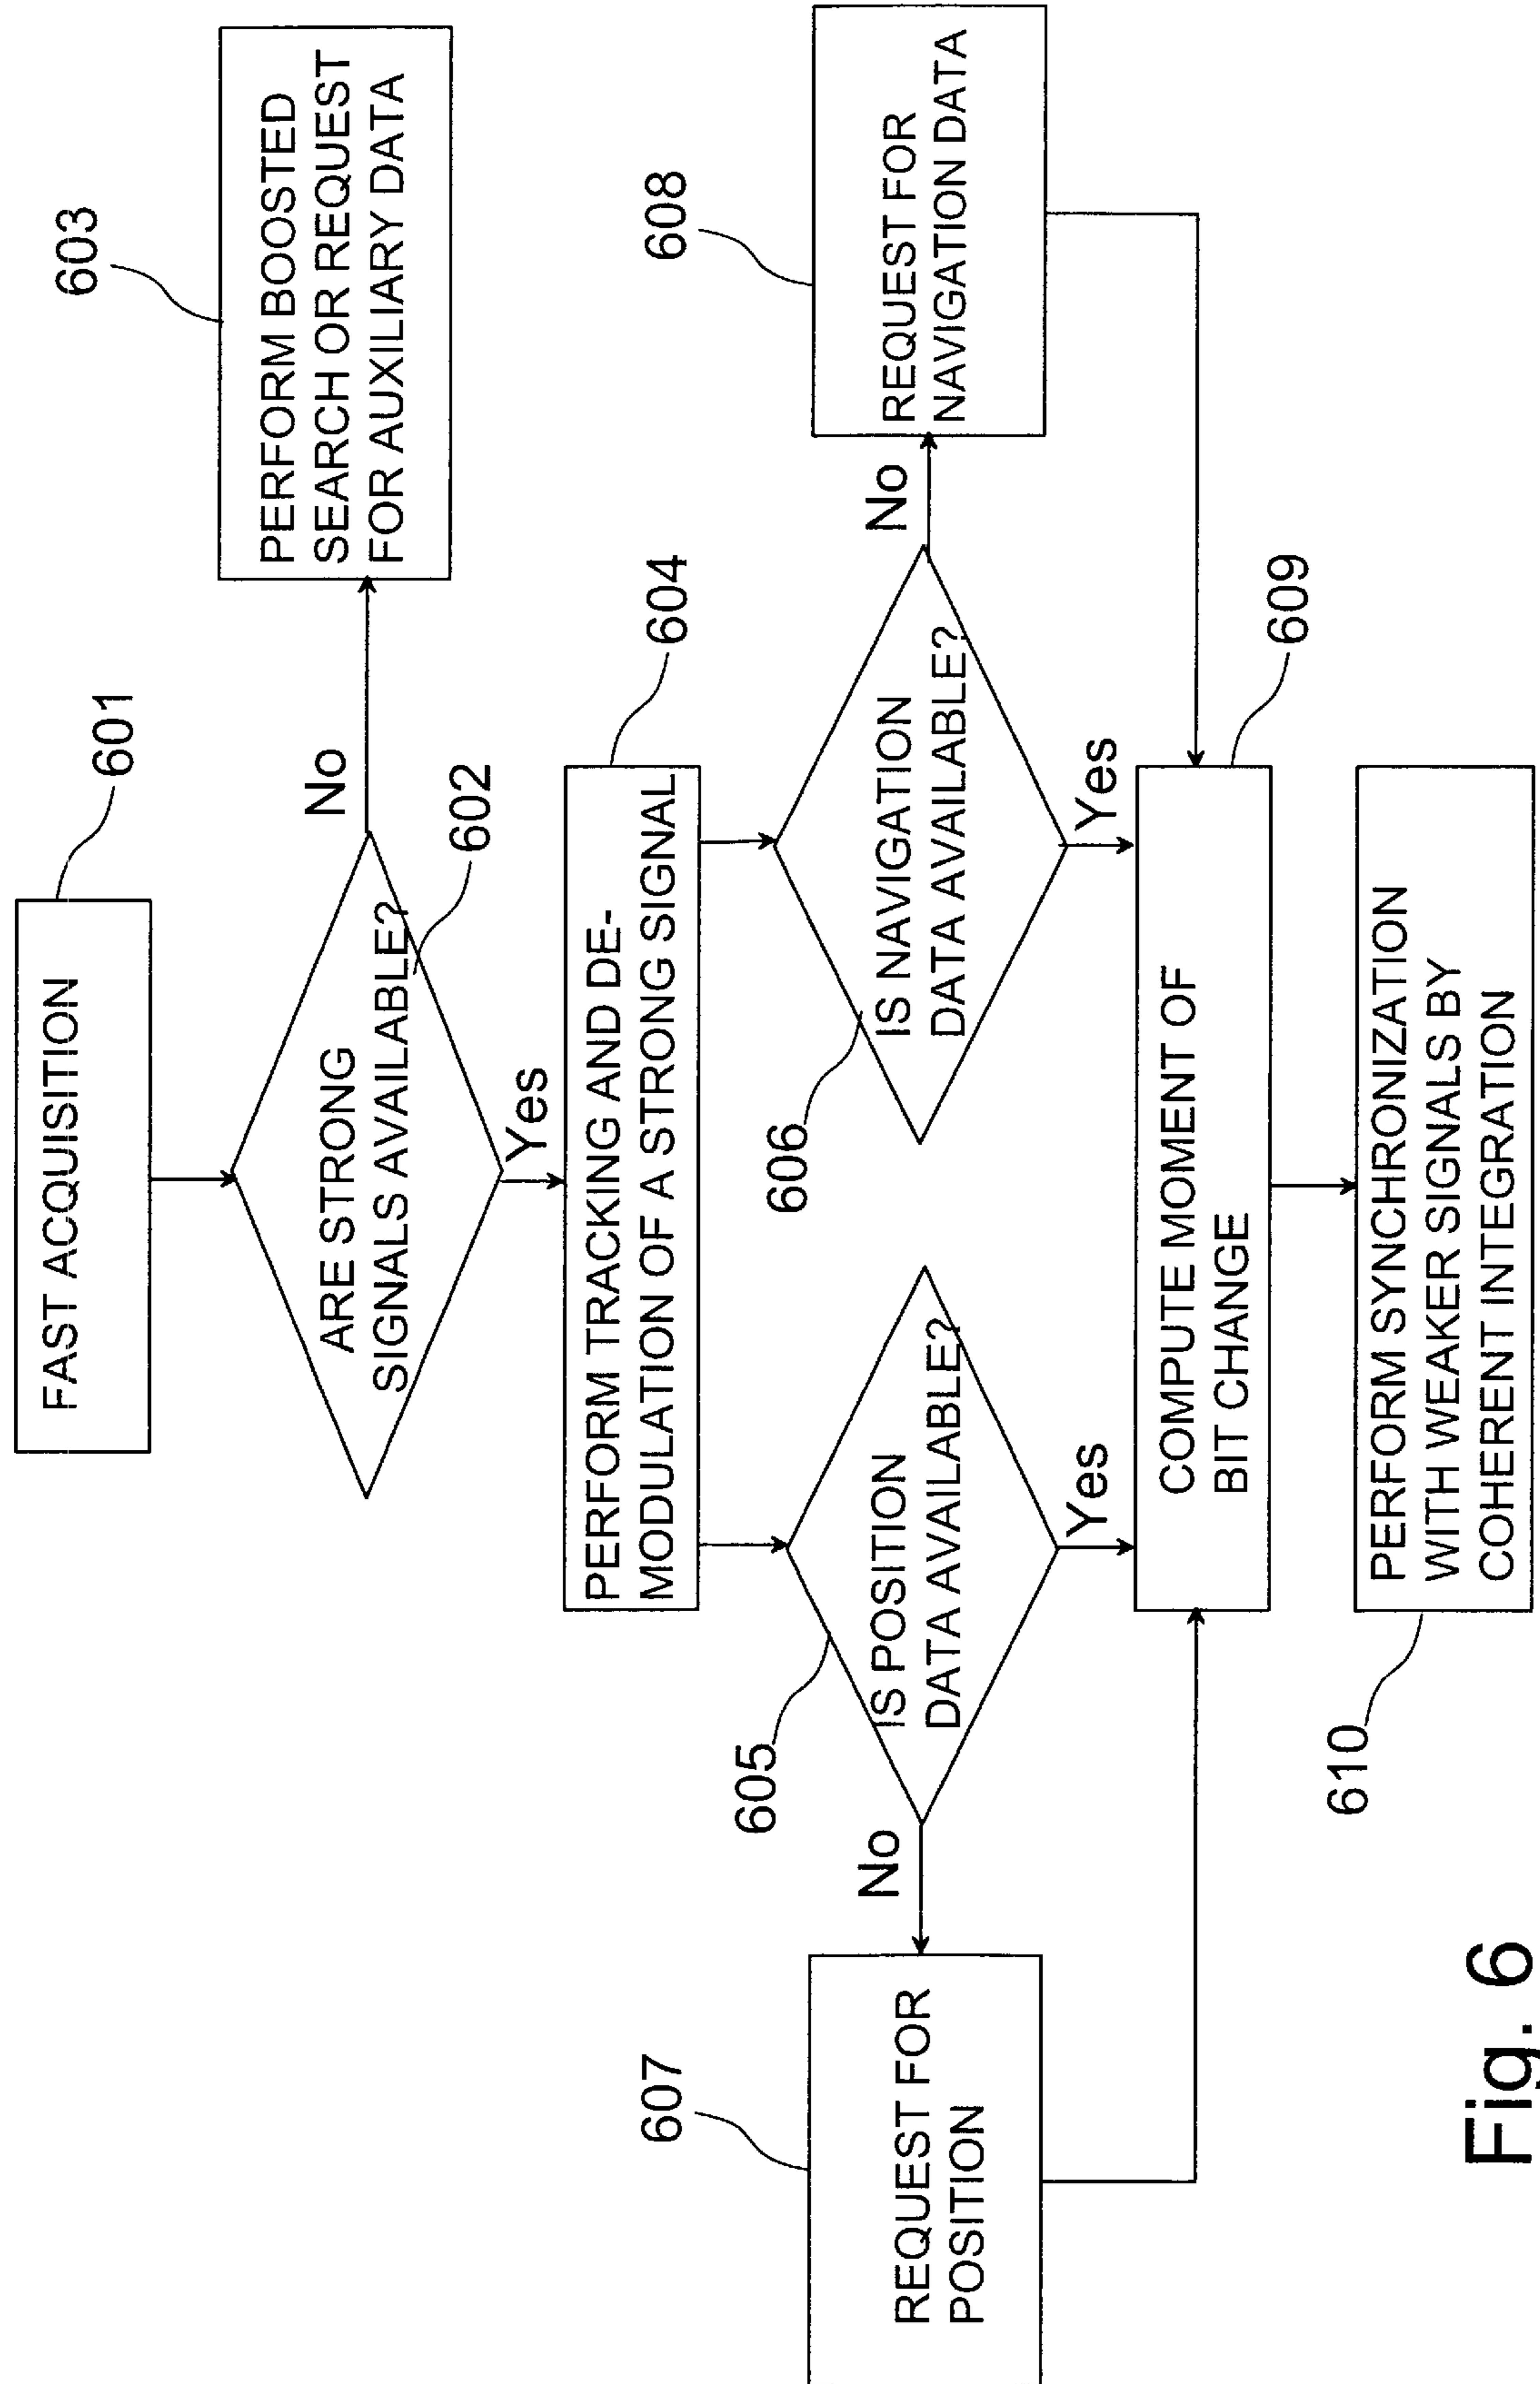 601
FAST ACQUISITION
603
PERFORM BOOSTED
SEARCH OR REQUEST
FOR AUXILIARY DATA
No
602
ARE STRONG
SIGNALS AVAILABLE?
Yes
604
PERFORM TRACKING AND DE-
MODULATION OF A STRONG SIGNAL
607
REQUEST FOR
POSITION
No
605
IS POSITION
DATA AVAILABLE?
Yes
606
IS NAVIGATION
DATA AVAILABLE?
Yes
No
608
REQUEST FOR
NAVIGATION DATA
609
COMPUTE MOMENT OF
BIT CHANGE
610
PERFORM SYNCHRONIZATION
WITH WEAKER SIGNALS BY
COHERENT INTEGRATION
Fig. 6